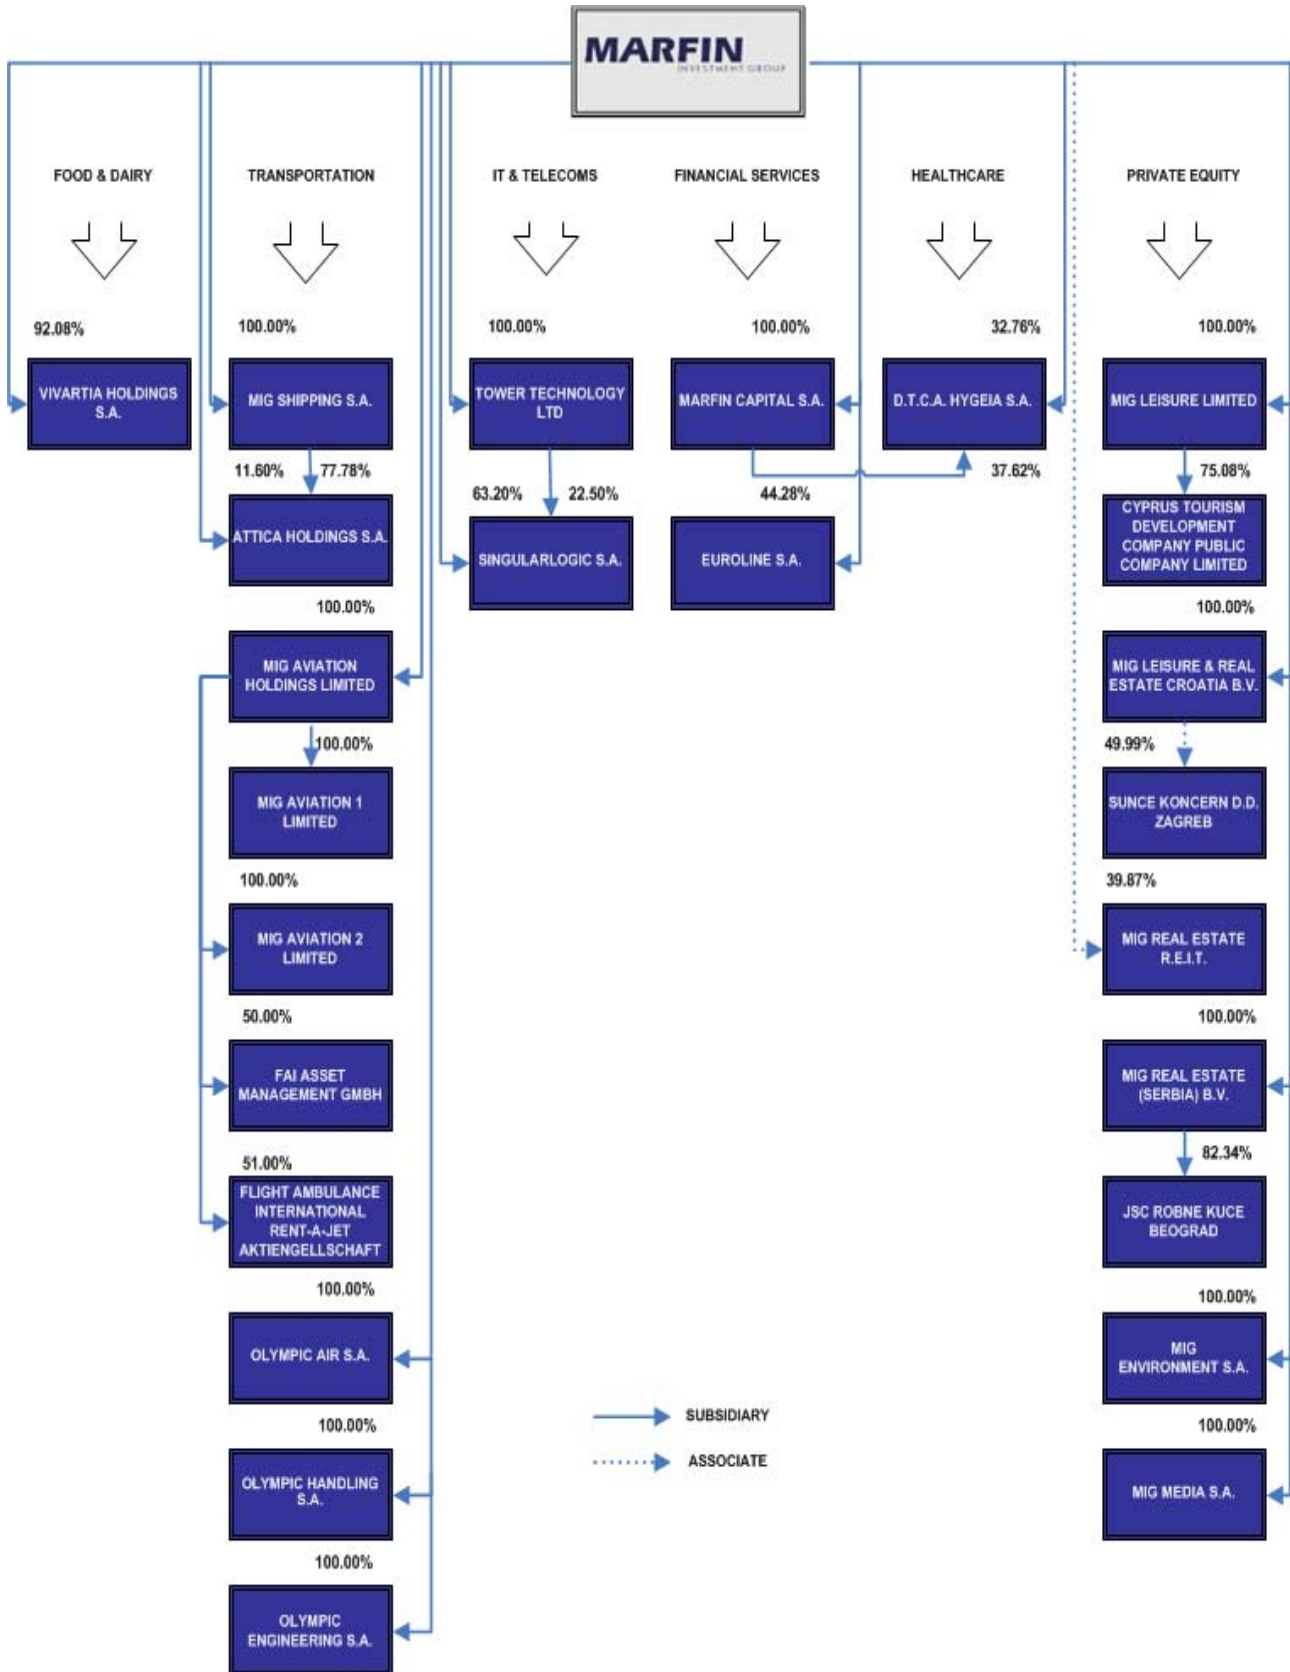 MARFIN
INVESTMENT GROUP
FOOD & DAIRY
TRANSPORTATION
IT & TELECOMS
FINANCIAL SERVICES
HEALTHCARE
PRIVATE EQUITY
92.08%
100.00%
100.00%
100.00%
32.76%
100.00%
VIVARTIA HOLDINGS
S.A.
MIG SHIPPING S.A.
TOWER TECHNOLOGY
LTD
MARFIN CAPITAL S.A.
D.T.C.A. HYGEIA S.A.
MIG LEISURE LIMITED
11.60%
77.78%
63.20%
22.50%
44.28%
37.62%
75.08%
ATTICA HOLDINGS S.A.
SINGULARLOGIC S.A.
EUROLINE S.A.
CYPRUS TOURISM
DEVELOPMENT
COMPANY PUBLIC
COMPANY LIMITED
100.00%
100.00%
MIG AVIATION
HOLDINGS LIMITED
MIG LEISURE & REAL
ESTATE CROATIA B.V.
100.00%
49.99%
MIG AVIATION 1
LIMITED
SUNCE KONCERN D.D.
ZAGREB
100.00%
39.87%
MIG AVIATION 2
LIMITED
MIG REAL ESTATE
R.E.I.T.
50.00%
100.00%
FAI ASSET
MANAGEMENT GMBH
MIG REAL ESTATE
(SERBIA) B.V.
51.00%
82.34%
FLIGHT AMBULANCE
INTERNATIONAL
RENT-A-JET
AKTIENGELLSCHAFT
JSC ROBNE KUCE
BEOGRAD
100.00%
100.00%
OLYMPIC AIR S.A.
MIG
ENVIRONMENT S.A.
SUBSIDIARY
ASSOCIATE
100.00%
100.00%
OLYMPIC HANDLING
S.A.
MIG MEDIA S.A.
100.00%
OLYMPIC
ENGINEERING S.A.